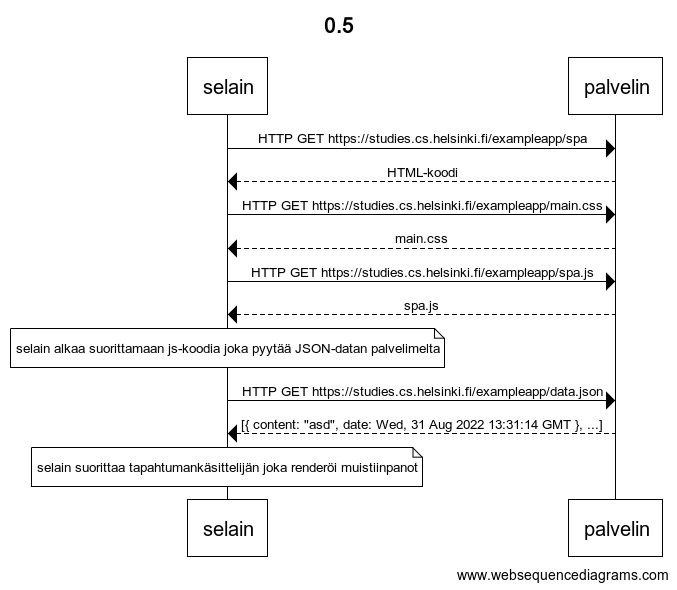 0.5
selain
palvelin
HTTP GET https://studies.cs.helsinki.fi/exampleapp/spa
HTML-koodi
HTTP GET https://studies.cs.helsinki.fi/exampleapp/main.css
main.css
HTTP GET https://studies.cs.helsinki.fi/exampleapp/spa.js
spa.js
selain alkaa suorittamaan js-koodia joka pyytää JSON-datan palvelimelta
HTTP GET https://studies.cs.helsinki.fi/exampleapp/data.json
[{ content: "asd", date: Wed, 31 Aug 2022 13:31:14 GMT }, ...]
selain suorittaa tapahtumankäsittelijän joka renderöi muistiinpanot
selain
palvelin
www.websequencediagrams.com